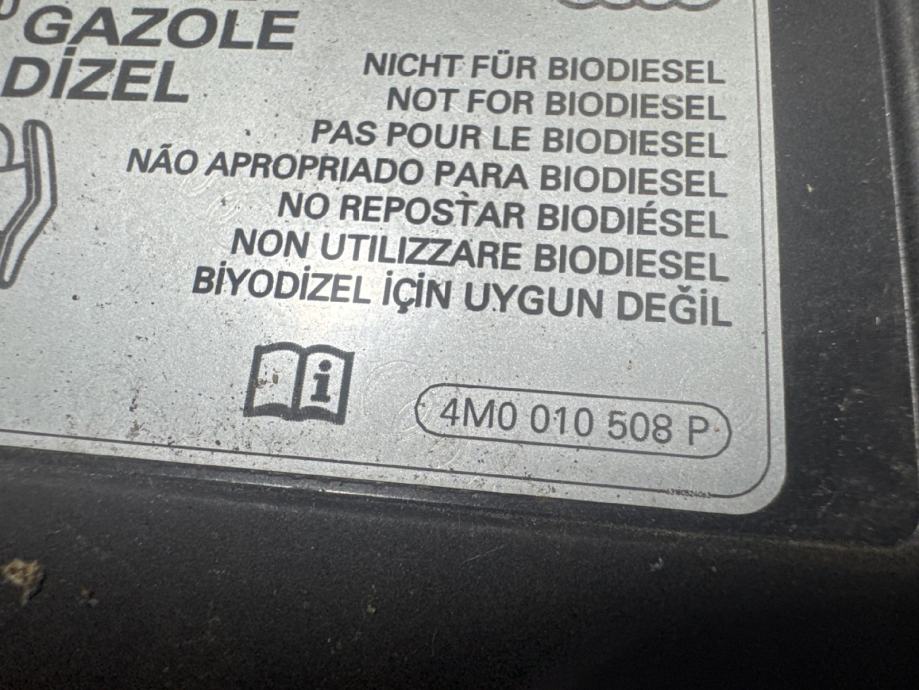 GAZOLE
DİZEL
NICHT FÜR BIODIESEL
NOT FOR BIODIESEL
PAS POUR LE BIODIESEL
NÃO APROPRIADO PARA BIODIESEL
NO REPOSTAR BIODIÉSEL
NON UTILIZZARE BIODIESEL
BİYODİZEL İÇİN UYGUN DEĞİL
i
4M0 010 508 P